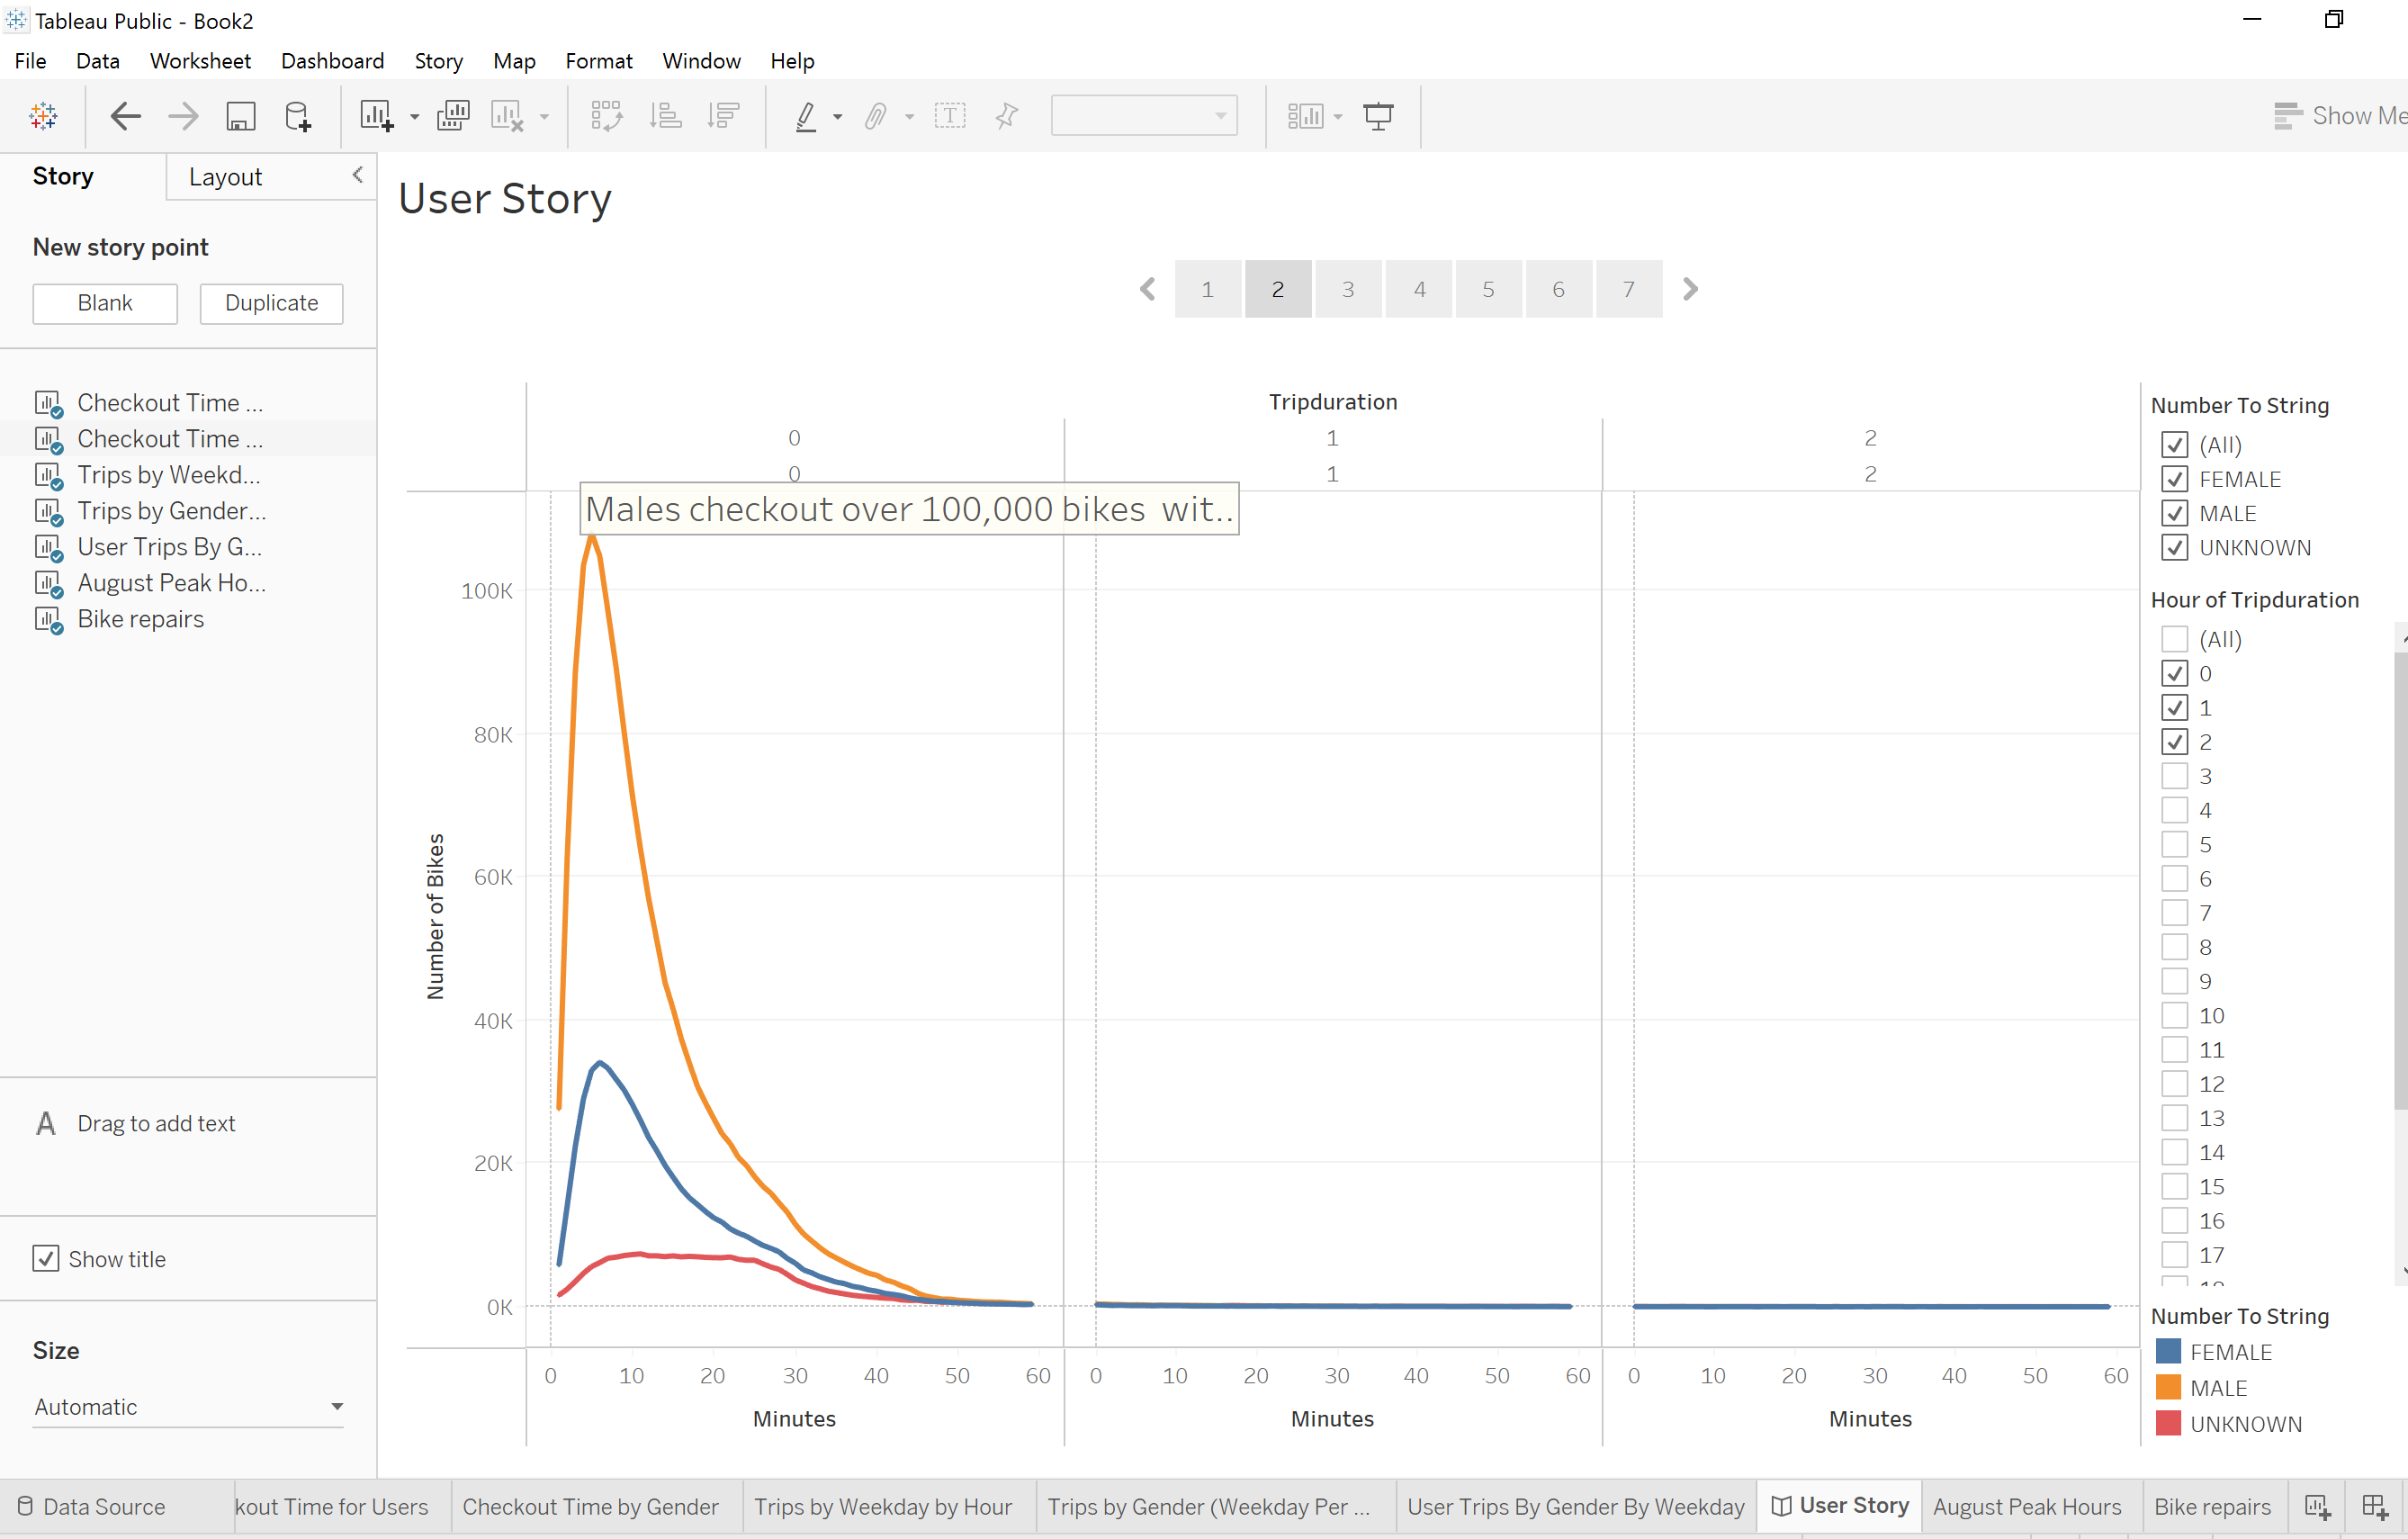 Tableau Public - Book2
File Data Worksheet Dashboard Story Map Format Window Help
Show Me
Story Layout
New story point
Blank Duplicate
Checkout Time ...
Checkout Time ...
Trips by Weekd...
Trips by Gender...
User Trips By G...
August Peak Ho...
Bike repairs
A Drag to add text
Show title
Size
Automatic
User Story
1 2 3 4 5 6 7
Tripduration
0 1 2
0 1 2
Males checkout over 100,000 bikes wit..
Number of Bikes
100K
80K
60K
40K
20K
0K
0 10 20 30 40 50 60 0 10 20 30 40 50 60 0 10 20 30 40 50 60
Minutes Minutes Minutes
Number To String
(All)
FEMALE
MALE
UNKNOWN
Hour of Tripduration
(All)
0
1
2
3
4
5
6
7
8
9
10
11
12
13
14
15
16
17
Number To String
FEMALE
MALE
UNKNOWN
Data Source kout Time for Users Checkout Time by Gender Trips by Weekday by Hour Trips by Gender (Weekday Per ... User Trips By Gender By Weekday User Story August Peak Hours Bike repairs